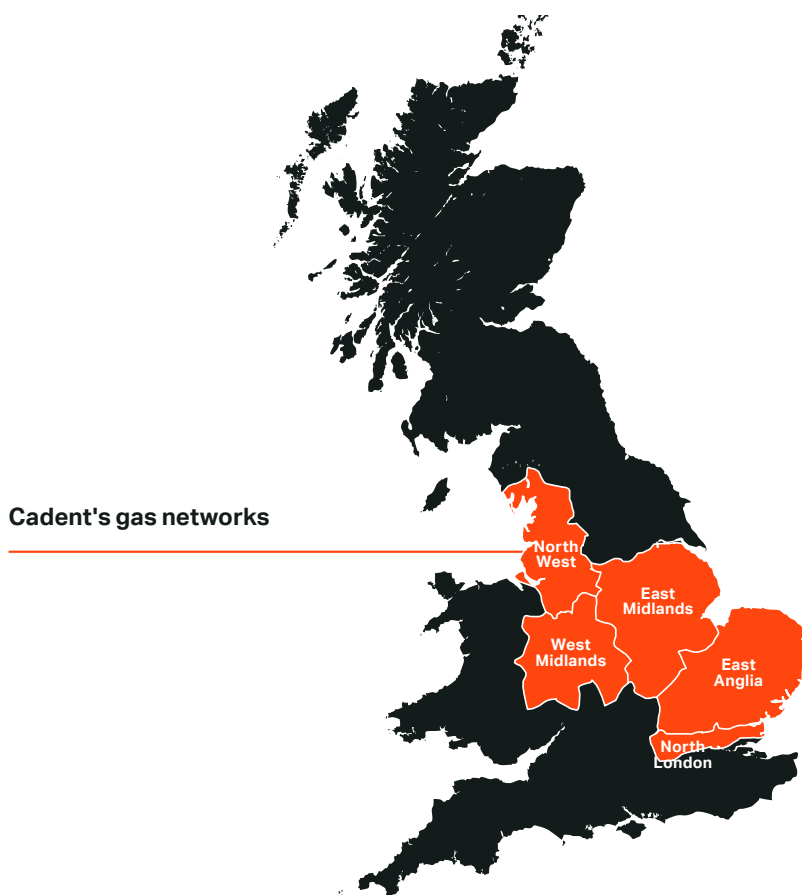 Cadent's gas networks
North
West
East
Midlands
West
Midlands
East
Anglia
North
London